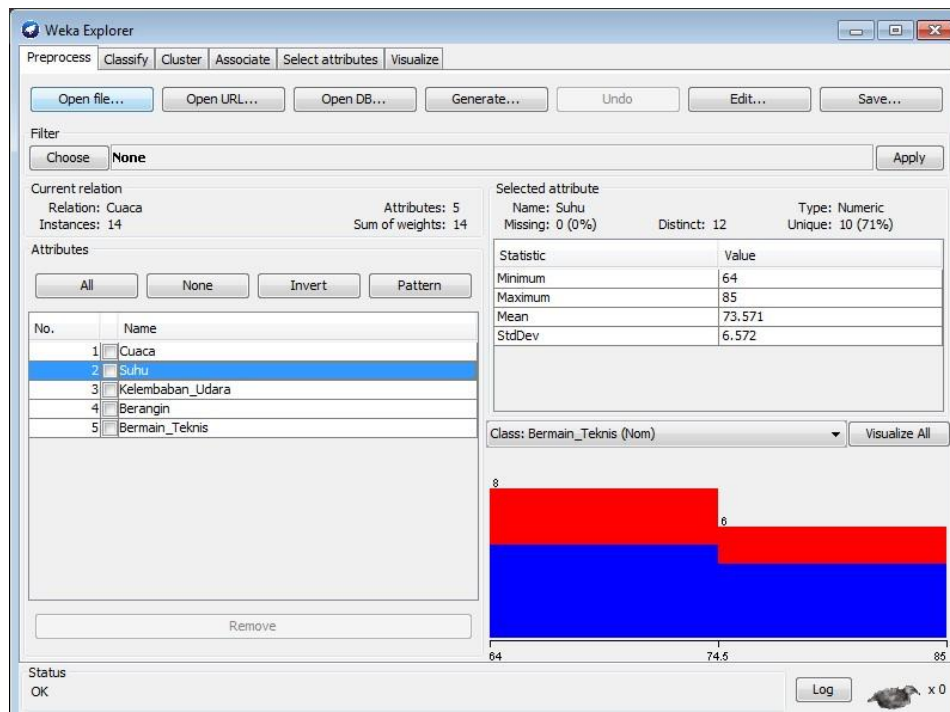 Weka Explorer
Preprocess Classify Cluster Associate Select attributes Visualize
Open file... Open URL... Open DB... Generate... Undo Edit... Save...
Filter
Choose None Apply
Current relation
Relation: Cuaca Attributes: 5
Instances: 14 Sum of weights: 14
Attributes
All None Invert Pattern
No. Name
1 Cuaca
2 Suhu
3 Kelembaban_Udara
4 Berangin
5 Bermain_Teknis
Remove
Selected attribute
Name: Suhu Type: Numeric
Missing: 0 (0%) Distinct: 12 Unique: 10 (71%)
Statistic Value
Minimum 64
Maximum 85
Mean 73.571
StdDev 6.572
Class: Bermain_Teknis (Nom) Visualize All
8
6
64 74.5 85
Status
OK Log x 0